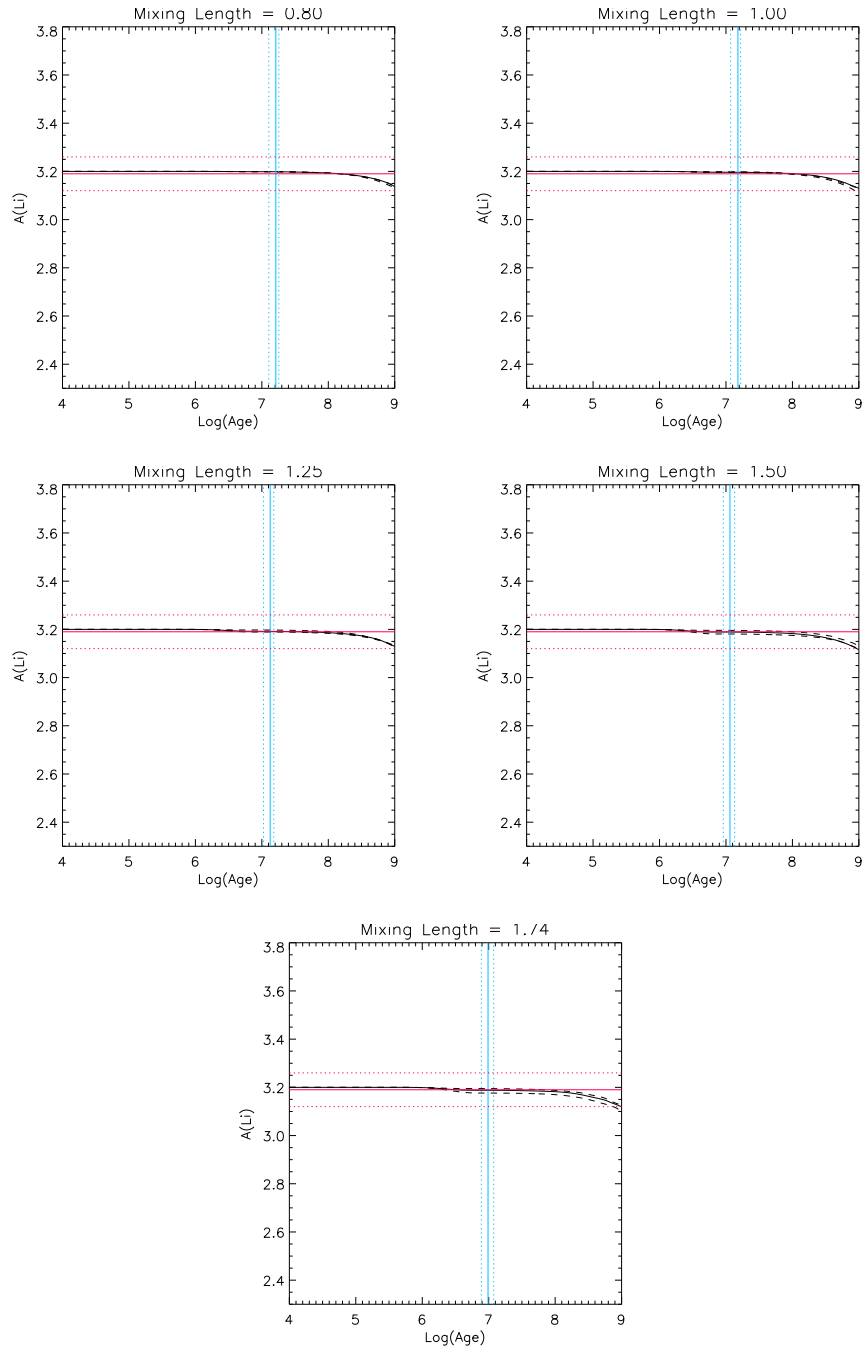 Mixing Length = 0.80
3.8
3.6
3.4
3.2
3.0
2.8
2.6
2.4
A(Li)
4 5 6 7 8 9
Log(Age)
Mixing Length = 1.00
3.8
3.6
3.4
3.2
3.0
2.8
2.6
2.4
A(Li)
4 5 6 7 8 9
Log(Age)
Mixing Length = 1.25
3.8
3.6
3.4
3.2
3.0
2.8
2.6
2.4
A(Li)
4 5 6 7 8 9
Log(Age)
Mixing Length = 1.50
3.8
3.6
3.4
3.2
3.0
2.8
2.6
2.4
A(Li)
4 5 6 7 8 9
Log(Age)
Mixing Length = 1.74
3.8
3.6
3.4
3.2
3.0
2.8
2.6
2.4
A(Li)
4 5 6 7 8 9
Log(Age)